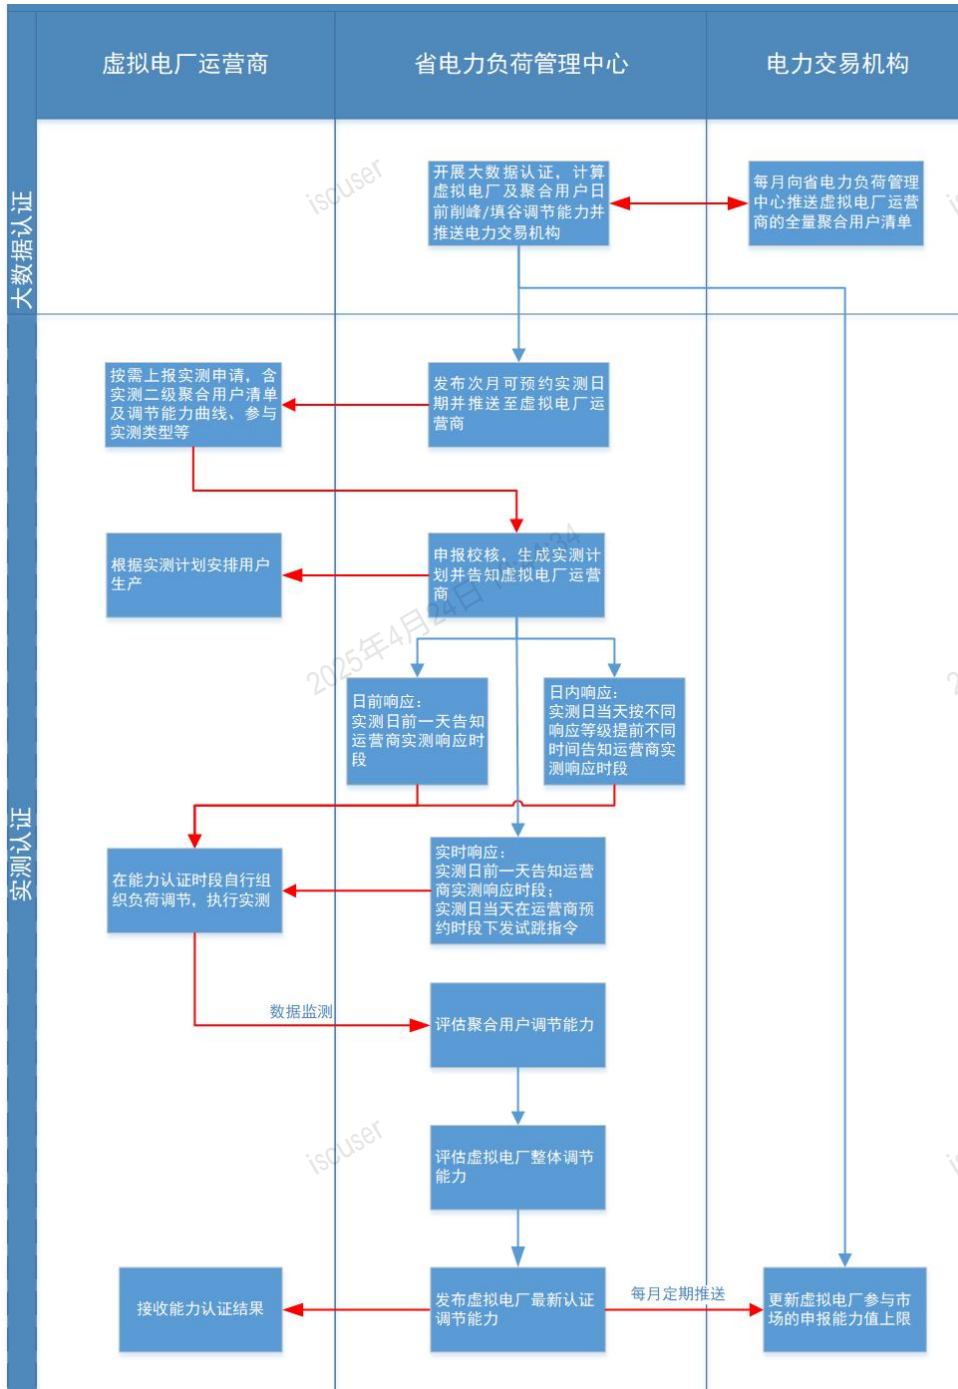 虚拟电厂运营商
省电力负荷管理中心
电力交易机构
大数据认证
开展大数据认证，计算
虚拟电厂及聚合用户日
前削峰/填谷调节能力并
推送电力交易机构
每月向省电力负荷管理
中心推送虚拟电厂运营
商的全量聚合用户清单
iscuser
实测认证
按需上报实测申请，含
实测二级聚合用户清单
及调节能力曲线、参与
实测类型等
发布次月可预约实测日
期并推送至虚拟电厂运
营商
根据实测计划安排用户
生产
申报校核，生成实测计
划并告知虚拟电厂运营
商
2025年4月24日
日前响应：
实测日前一天告知
运营商实测响应时
段
日内响应：
实测日当天按不同
响应等级提前不同
时间告知运营商实
测响应时段
在能力认证时段自行组
织负荷调节，执行实测
实时响应：
实测日前一天告知运营
商实测响应时段；
实测日当天在运营商预
约时段下发试跳指令
数据监测
评估聚合用户调节能力
iscuser
评估虚拟电厂整体调节
能力
接收能力认证结果
发布虚拟电厂最新认证
调节能力
每月定期推送
更新虚拟电厂参与市
场的申报能力值上限